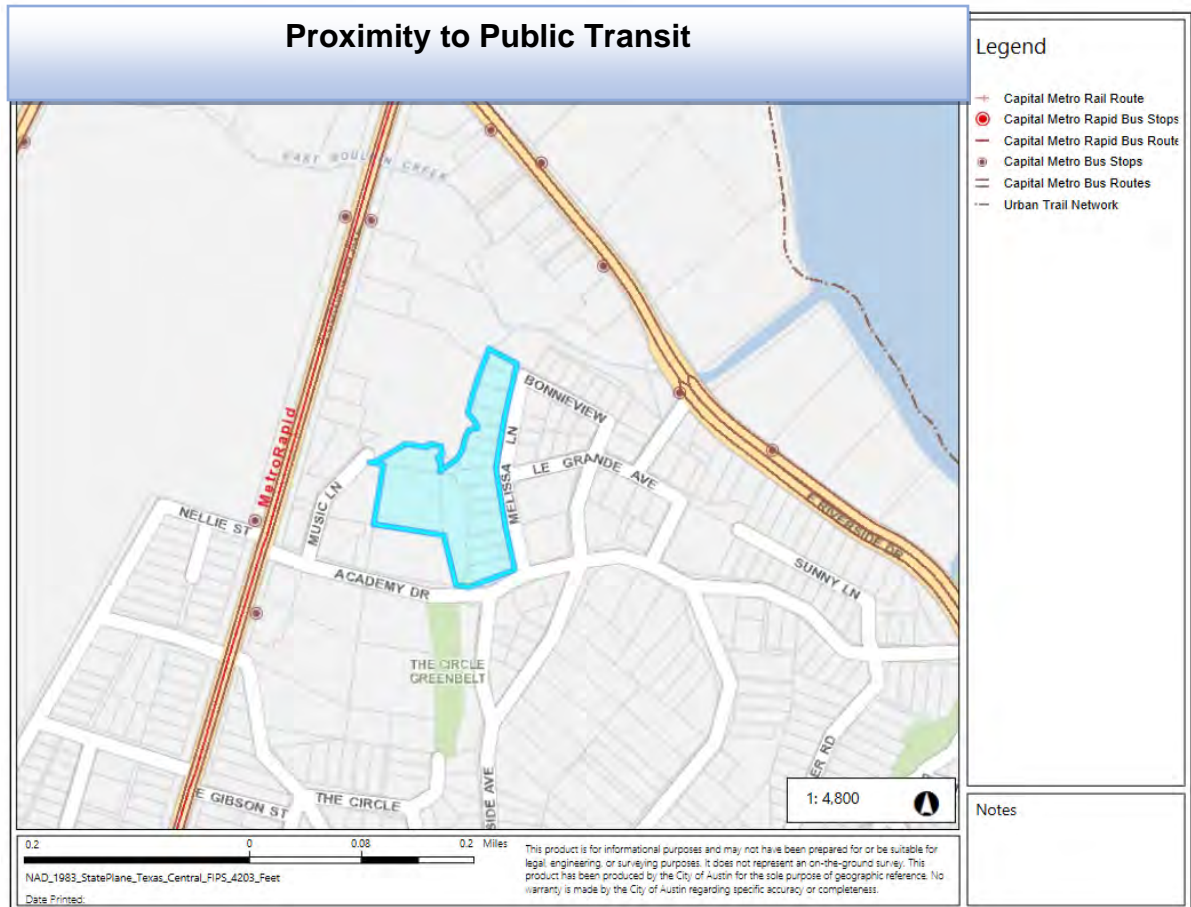 Proximity to Public Transit
Legend
Capital Metro Rail Route
Capital Metro Rapid Bus Stops
Capital Metro Rapid Bus Route
Capital Metro Bus Stops
Capital Metro Bus Routes
Urban Trail Network
EAST BOULDIN CREEK
MetroRapid
BONNIEVIEW
MELISSA LN
LE GRANDE AVE
MUSIC LN
NELLIE ST
E RIVERSIDE DR
ACADEMY DR
SUNNY LN
THE CIRCLE
GREENBELT
E GIBSON ST
THE CIRCLE
SIDE AVE
ER RD
1: 4,800
Notes
0.2
0
0.08
0.2 Miles
NAD_1983_StatePlane_Texas_Central_FIPS_4203_Feet
Date Printed:
This product is for informational purposes and may not have been prepared for or be suitable for
legal, engineering, or surveying purposes. It does not represent an on-the-ground survey. This
product has been produced by the City of Austin for the sole purpose of geographic reference. No
warranty is made by the City of Austin regarding specific accuracy or completeness.